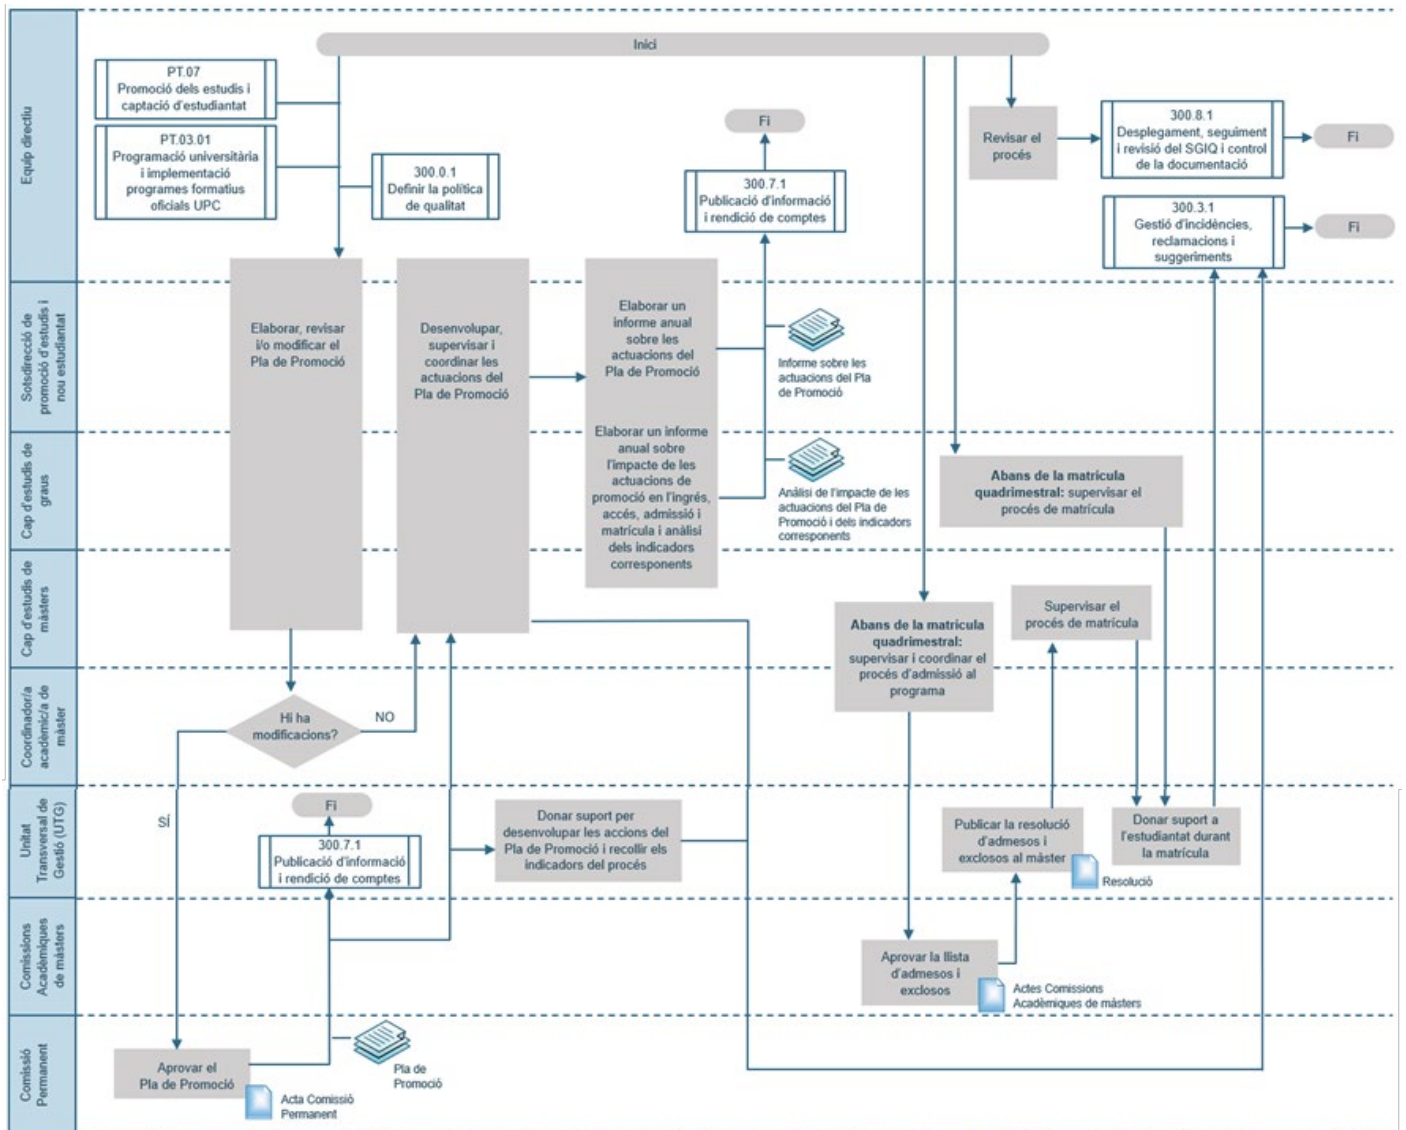 Inici
Equip directiu
PT.07
Promoció dels estudis i
captació d'estudiantat
PT.03.01
Programació universitària
i implementació
programes formatius
oficials UPC
300.0.1
Definir la política
de qualitat
Fi
300.7.1
Publicació d'informació
i rendició de comptes
Revisar el
procés
300.8.1
Desplegament, seguiment
i revisió del SGIQ i control
de la documentació
Fi
300.3.1
Gestió d'incidències,
reclamacions i
suggeriments
Fi
Sotsdirecció de
promoció d'estudis i
nou estudiantat
Elaborar, revisar
i/o modificar el
Pla de Promoció
Desenvolupar,
supervisar i
coordinar les
actuacions del
Pla de Promoció
Elaborar un
informe anual
sobre les
actuacions del
Pla de Promoció
Informe sobre les
actuacions del Pla
de Promoció
Cap d'estudis de
graus
Elaborar un informe
anual sobre
l'impacte de les
actuacions de
promoció en l'ingrés,
accés, admissió i
matrícula i anàlisi
dels indicadors
corresponents
Anàlisi de l'impacte de les
actuacions del Pla de
Promoció i dels indicadors
corresponents
Abans de la matrícula
quadrimestral: supervisar el
procés de matrícula
Cap d'estudis de
màsters
Abans de la matrícula
quadrimestral:
supervisar i coordinar el
procés d'admissió al
programa
Supervisar el
procés de matrícula
Coordinador/a
acadèmic/a de
màster
Hi ha
modificacions?
NO
SÍ
Unitat
Transversal de
Gestió (UTG)
Fi
300.7.1
Publicació d'informació
i rendició de comptes
Donar suport per
desenvolupar les accions del
Pla de Promoció i recollir els
indicadors del procés
Publicar la resolució
d'admesos i
exclosos al màster
Resolució
Donar suport a
l'estudiantat durant
la matrícula
Comissions
Acadèmiques
de màsters
Aprovar la llista
d'admesos i
exclosos
Actes Comissions
Acadèmiques de màsters
Comissió
Permanent
Aprovar el
Pla de Promoció
Acta Comissió
Permanent
Pla de
Promoció